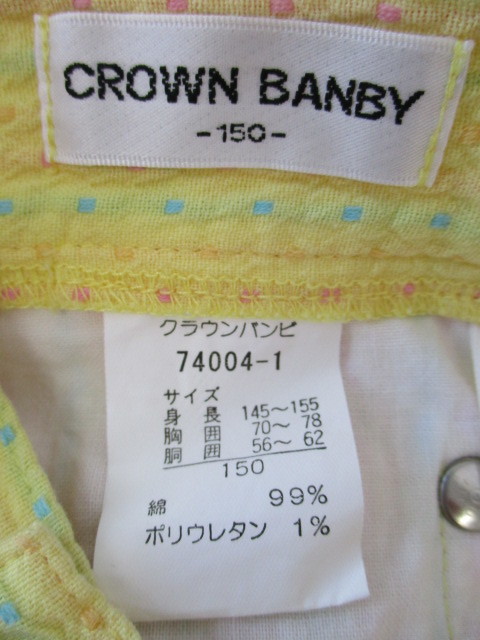 CROWN BANBY
-150-
クラウンバンビ
74004-1
サイズ
身長 145～155
胸囲 70～ 78
胴囲 56～ 62
150
綿 99%
ポリウレタン 1%